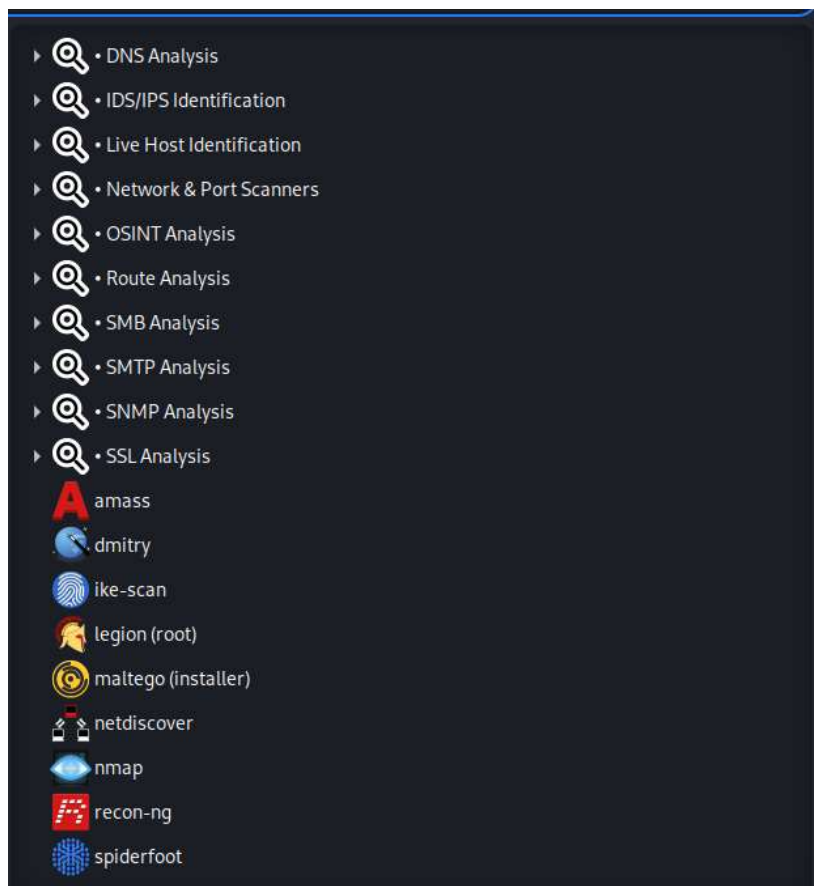 • DNS Analysis
• IDS/IPS Identification
• Live Host Identification
• Network & Port Scanners
• OSINT Analysis
• Route Analysis
• SMB Analysis
• SMTP Analysis
• SNMP Analysis
• SSL Analysis
amass
dmitry
ike-scan
legion (root)
maltego (installer)
netdiscover
nmap
recon-ng
spiderfoot